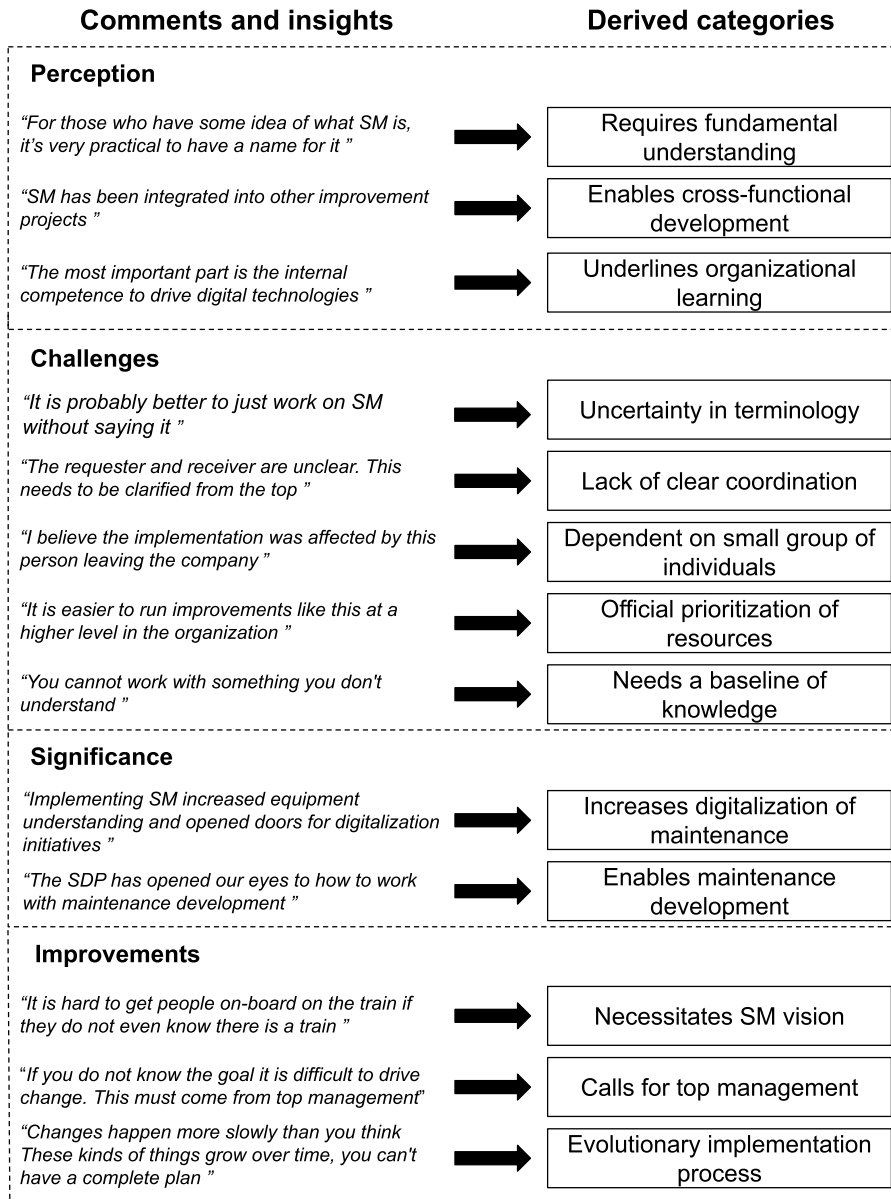 Comments and insights
Derived categories
Perception
“For those who have some idea of what SM is,
it’s very practical to have a name for it ”
Requires fundamental
understanding
“SM has been integrated into other improvement
projects ”
Enables cross-functional
development
“The most important part is the internal
competence to drive digital technologies ”
Underlines organizational
learning
Challenges
“It is probably better to just work on SM
without saying it ”
Uncertainty in terminology
“The requester and receiver are unclear. This
needs to be clarified from the top ”
Lack of clear coordination
“I believe the implementation was affected by this
person leaving the company ”
Dependent on small group of
individuals
“It is easier to run improvements like this at a
higher level in the organization ”
Official prioritization of
resources
“You cannot work with something you don't
understand ”
Needs a baseline of
knowledge
Significance
“Implementing SM increased equipment
understanding and opened doors for digitalization
initiatives ”
Increases digitalization of
maintenance
“The SDP has opened our eyes to how to work
with maintenance development ”
Enables maintenance
development
Improvements
“It is hard to get people on-board on the train if
they do not even know there is a train ”
Necessitates SM vision
“If you do not know the goal it is difficult to drive
change. This must come from top management”
Calls for top management
“Changes happen more slowly than you think
These kinds of things grow over time, you can't
have a complete plan ”
Evolutionary implementation
process